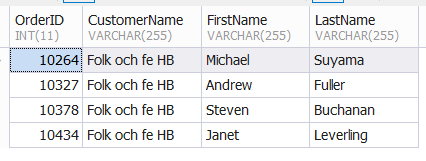 OrderID CustomerName FirstName LastName
INT(11) VARCHAR(255) VARCHAR(255) VARCHAR(255)
10264 Folk och fe HB Michael Suyama
10327 Folk och fe HB Andrew Fuller
10378 Folk och fe HB Steven Buchanan
10434 Folk och fe HB Janet Leverling